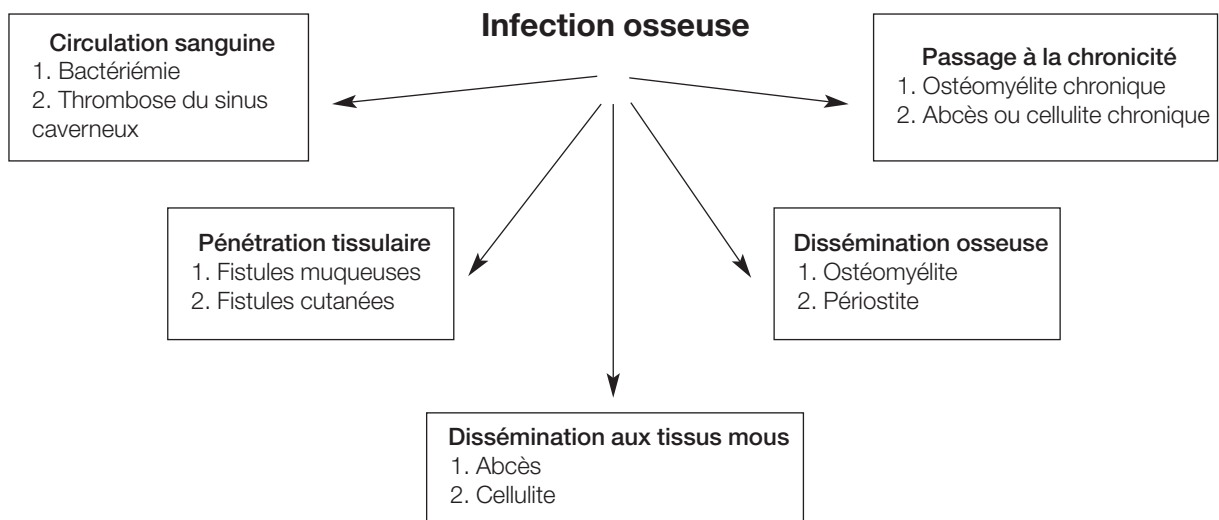 Infection osseuse
Circulation sanguine
1. Bactériémie
2. Thrombose du sinus
caverneux
Passage à la chronicité
1. Ostéomyélite chronique
2. Abcès ou cellulite chronique
Pénétration tissulaire
1. Fistules muqueuses
2. Fistules cutanées
Dissémination osseuse
1. Ostéomyélite
2. Périostite
Dissémination aux tissus mous
1. Abcès
2. Cellulite